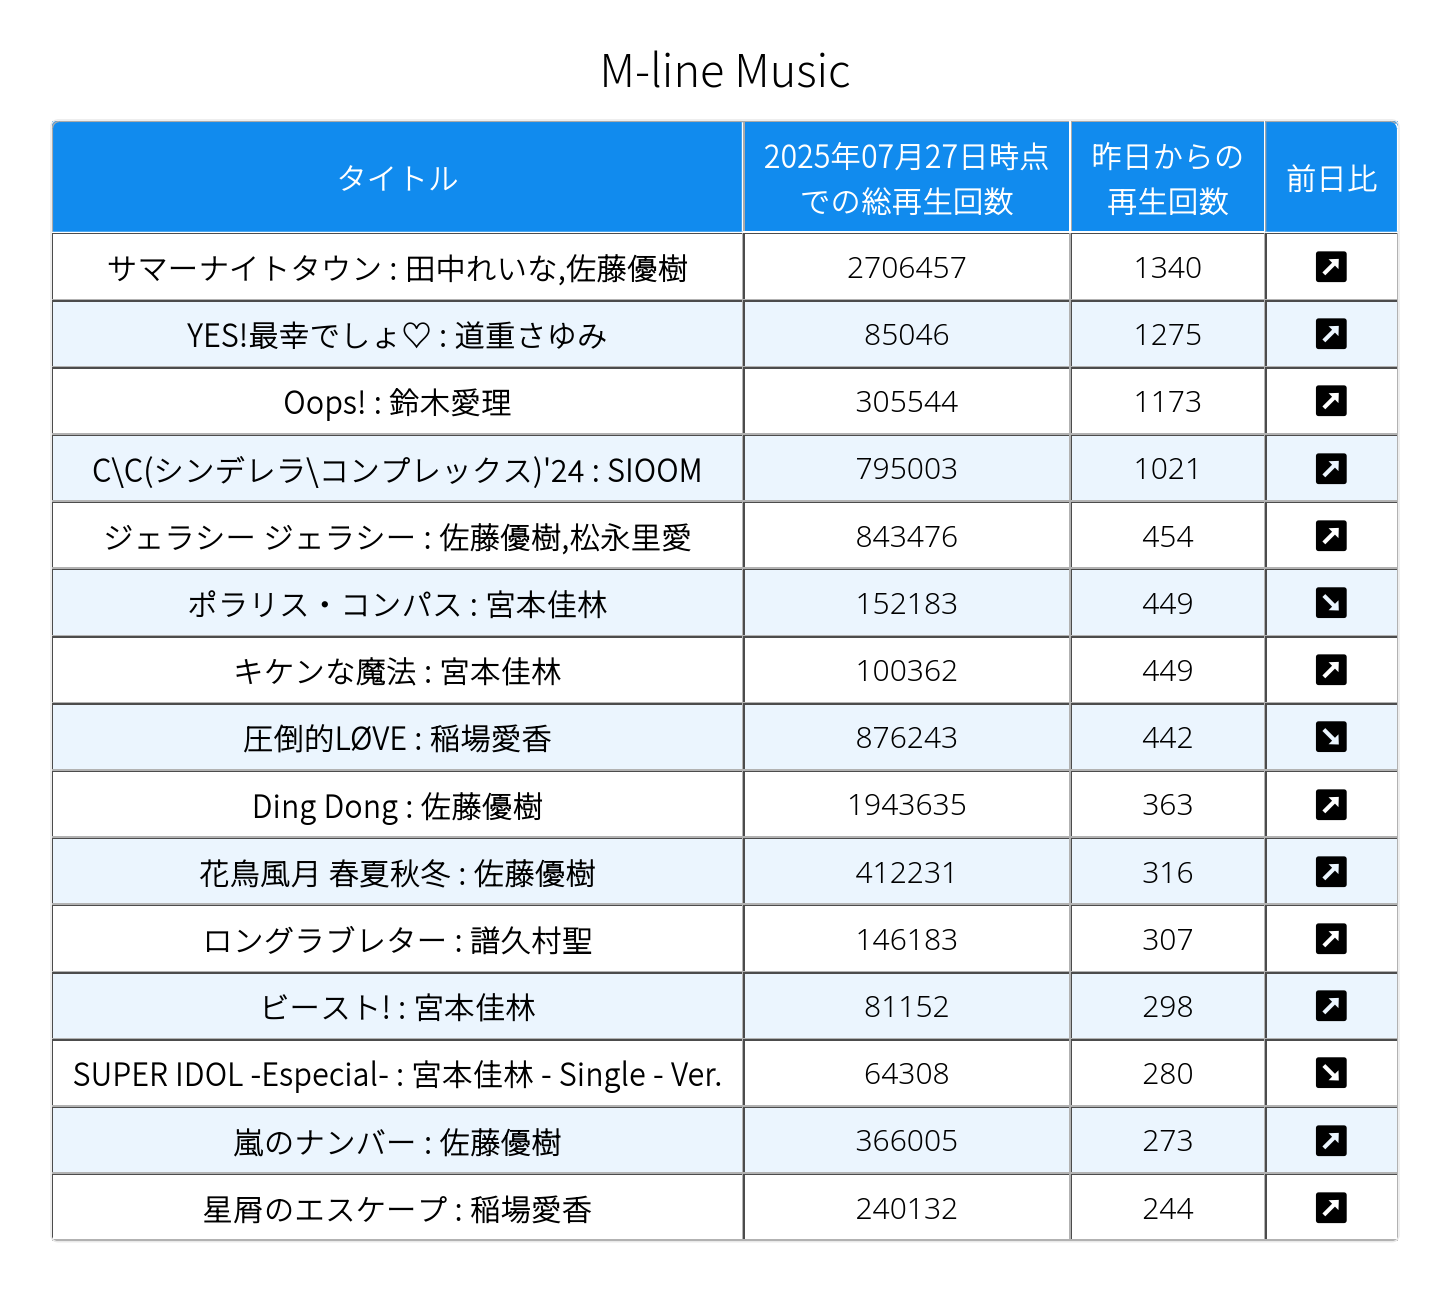 M-line Music
タイトル
2025年07月27日時点
での総再生回数
昨日からの
再生回数
前日比
サマーナイトタウン : 田中れいな,佐藤優樹 2706457 1340 ↗
YES!最幸でしょ♡ : 道重さゆみ 85046 1275 ↗
Oops! : 鈴木愛理 305544 1173 ↗
C\C(シンデレラ\コンプレックス)'24 : SIOOM 795003 1021 ↗
ジェラシー ジェラシー : 佐藤優樹,松永里愛 843476 454 ↗
ポラリス・コンパス : 宮本佳林 152183 449 ↘
キケンな魔法 : 宮本佳林 100362 449 ↗
圧倒的LØVE : 稲場愛香 876243 442 ↘
Ding Dong : 佐藤優樹 1943635 363 ↗
花鳥風月 春夏秋冬 : 佐藤優樹 412231 316 ↗
ロングラブレター : 譜久村聖 146183 307 ↗
ビースト! : 宮本佳林 81152 298 ↗
SUPER IDOL -Especial- : 宮本佳林 - Single - Ver. 64308 280 ↘
嵐のナンバー : 佐藤優樹 366005 273 ↗
星屑のエスケープ : 稲場愛香 240132 244 ↗